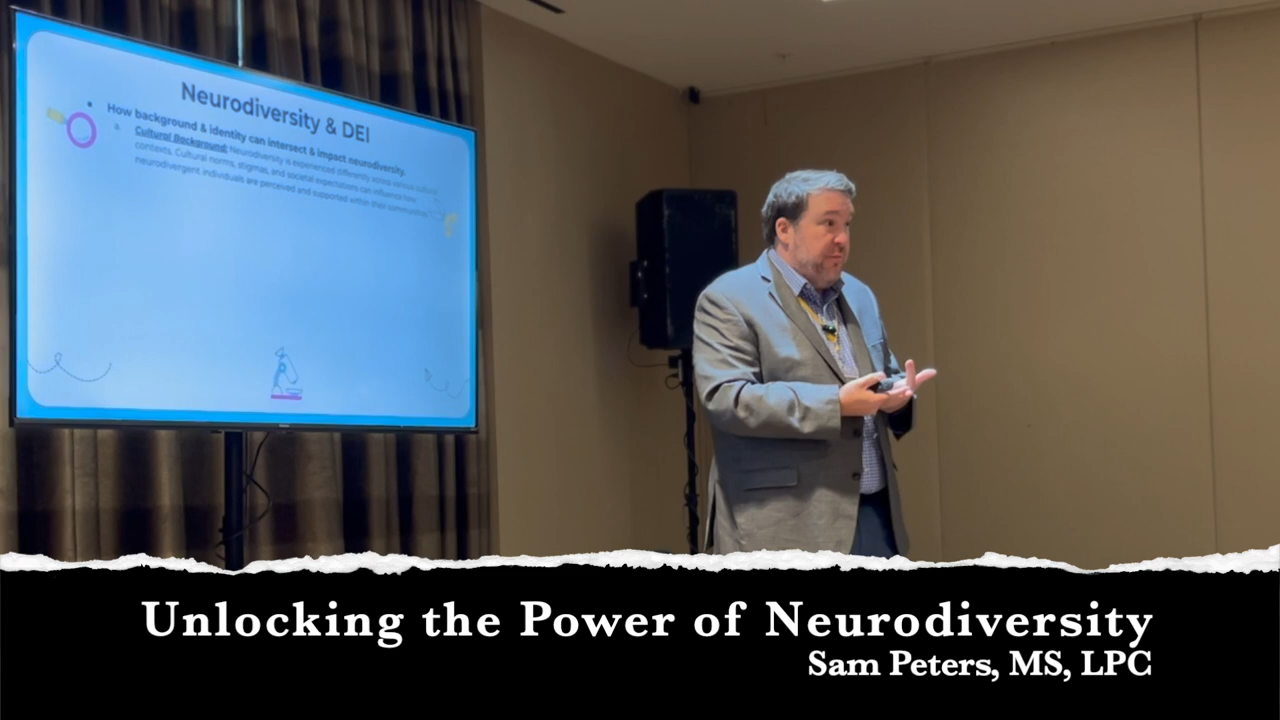 Neurodiversity & DEI
• How background & identity can intersect & impact neurodiversity.
a. Cultural Background: Neurodiversity is experienced differently across various cultural
contexts. Cultural norms, stigmas, and societal expectations can influence how
neurodivergent individuals are perceived and supported within their communities.
Unlocking the Power of Neurodiversity
Sam Peters, MS, LPC